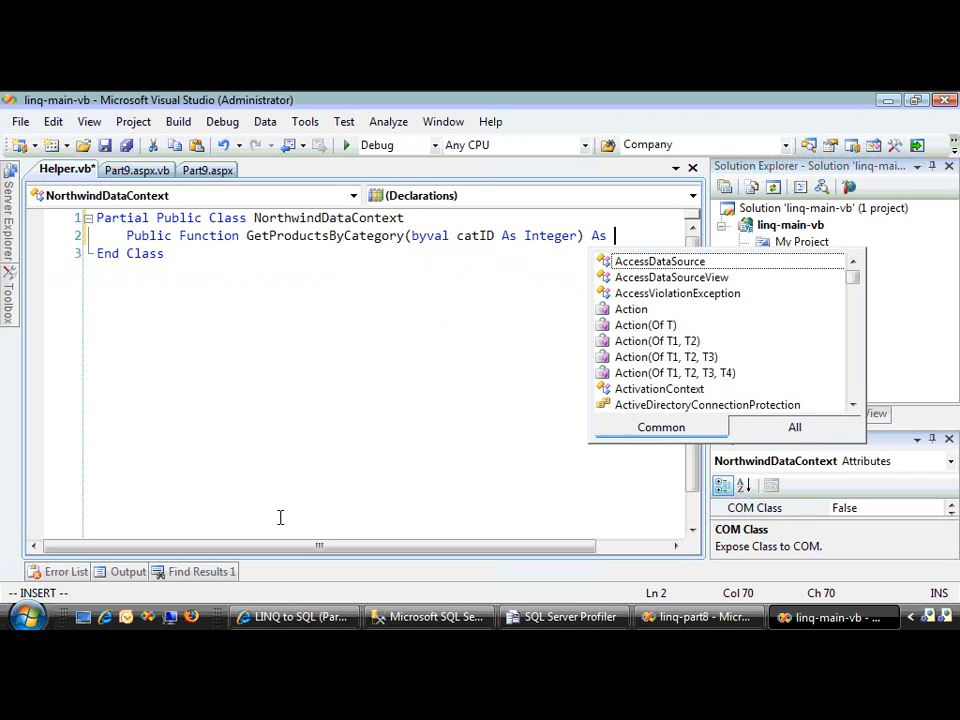 linq-main-vb - Microsoft Visual Studio (Administrator)
File Edit View Project Build Debug Data Tools Test Analyze Window Help
Debug Any CPU Company
Helper.vb* Part9.aspx.vb Part9.aspx
Solution Explorer - Solution 'linq-mai...
NorthwindDataContext (Declarations)
Solution 'linq-main-vb' (1 project)
linq-main-vb
My Project
1 Partial Public Class NorthwindDataContext
2 Public Function GetProductsByCategory(byval catID As Integer) As
3 End Class
AccessDataSource
AccessDataSourceView
AccessViolationException
Action
Action(Of T)
Action(Of T1, T2)
Action(Of T1, T2, T3)
Action(Of T1, T2, T3, T4)
ActivationContext
ActiveDirectoryConnectionProtection
Common All
View
Server Explorer
Toolbox
NorthwindDataContext Attributes
COM Class False
COM Class
Expose Class to COM.
Error List Output Find Results 1
-- INSERT -- Ln 2 Col 70 Ch 70 INS
LINQ to SQL (Par... Microsoft SQL Se... SQL Server Profiler linq-part8 - Micr... linq-main-vb - ...